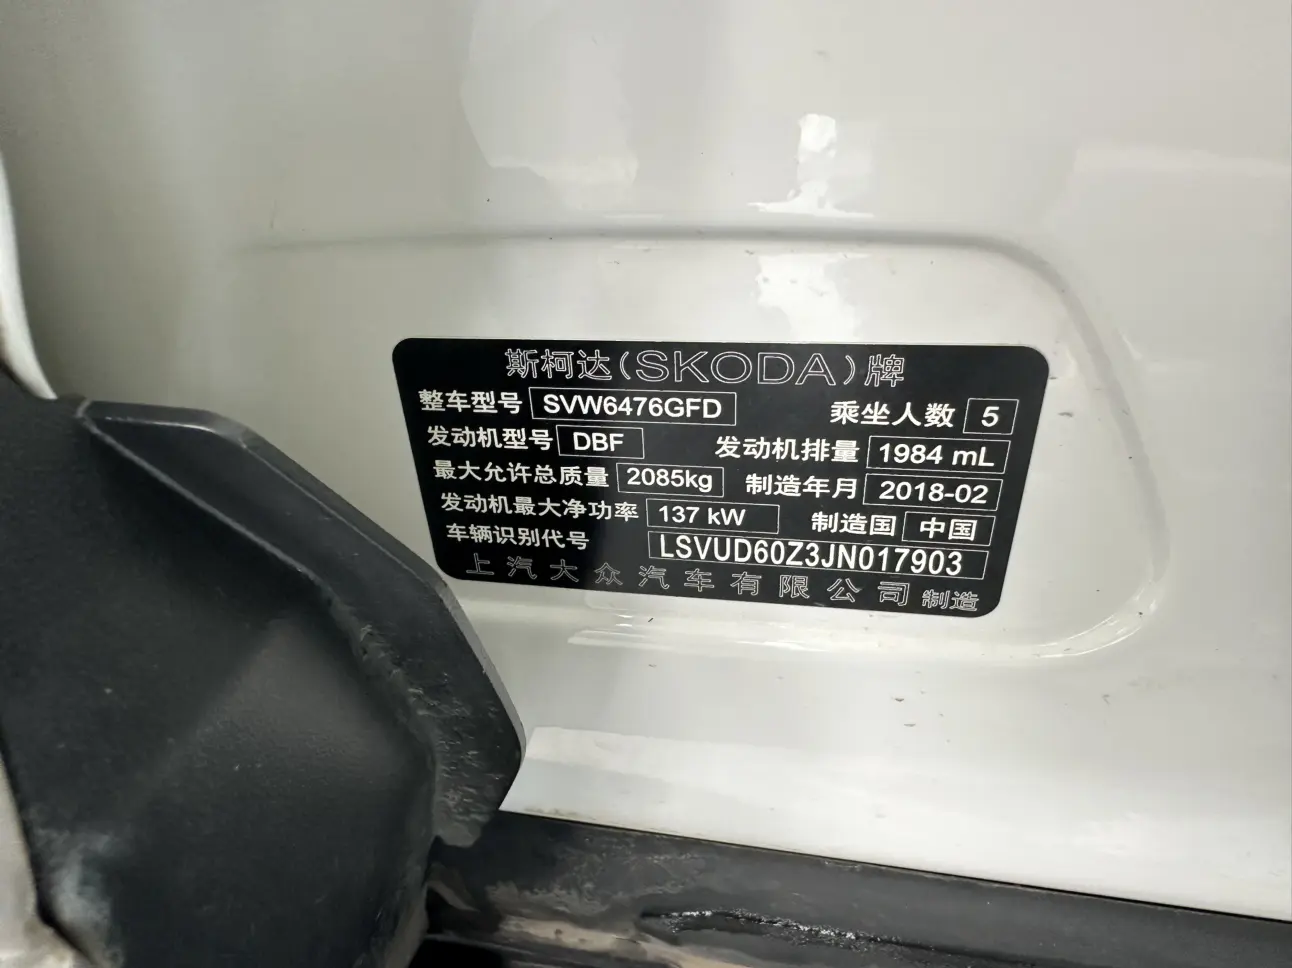 斯柯达(SKODA)牌
整车型号 SVW6476GFD 乘坐人数 5
发动机型号 DBF 发动机排量 1984 mL
最大允许总质量 2085kg 制造年月 2018-02
发动机最大净功率 137 kW 制造国 中国
车辆识别代号 LSVUD60Z3JN017903
上汽大众汽车有限公司 制造